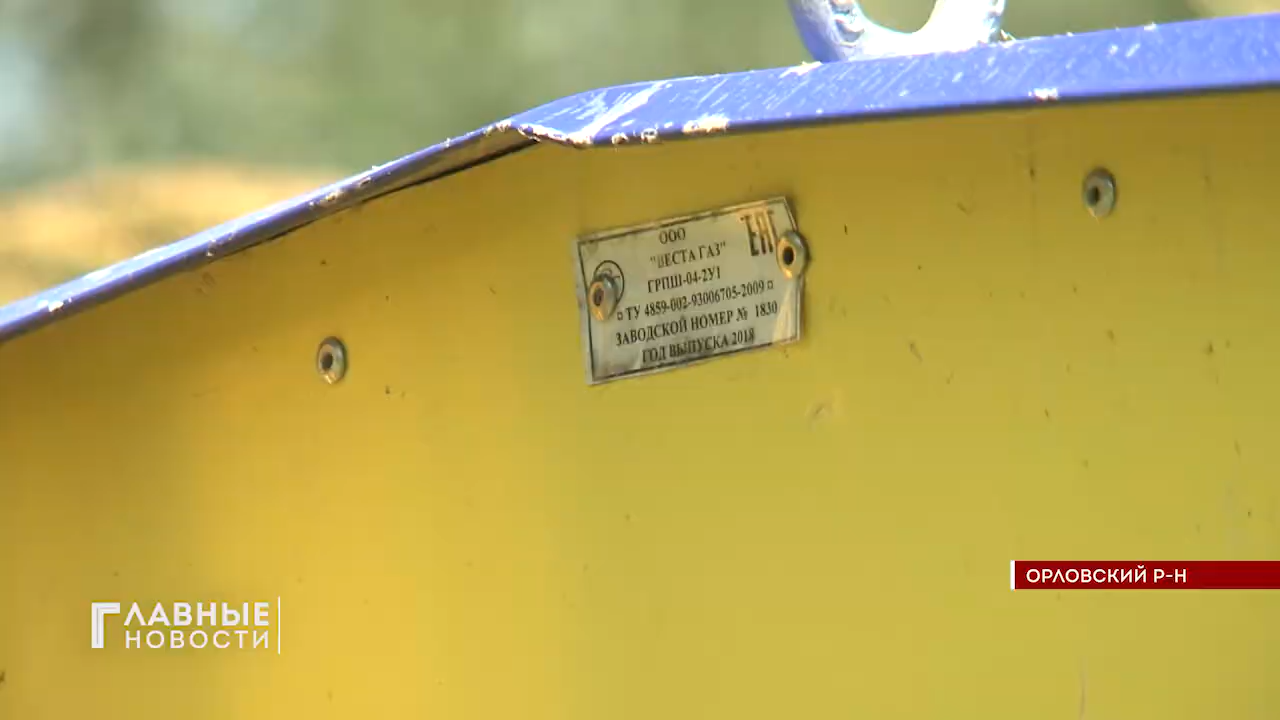 ООО
"ВЕСТА ГАЗ"
ЕАС
ГРПШ-04-2У1
¤ ТУ 4859-002-93006705-2009 ¤
ЗАВОДСКОЙ НОМЕР № 1830
ГОД ВЫПУСКА 2018
ОРЛОВСКИЙ Р-Н
ГЛАВНЫЕ
НОВОСТИ